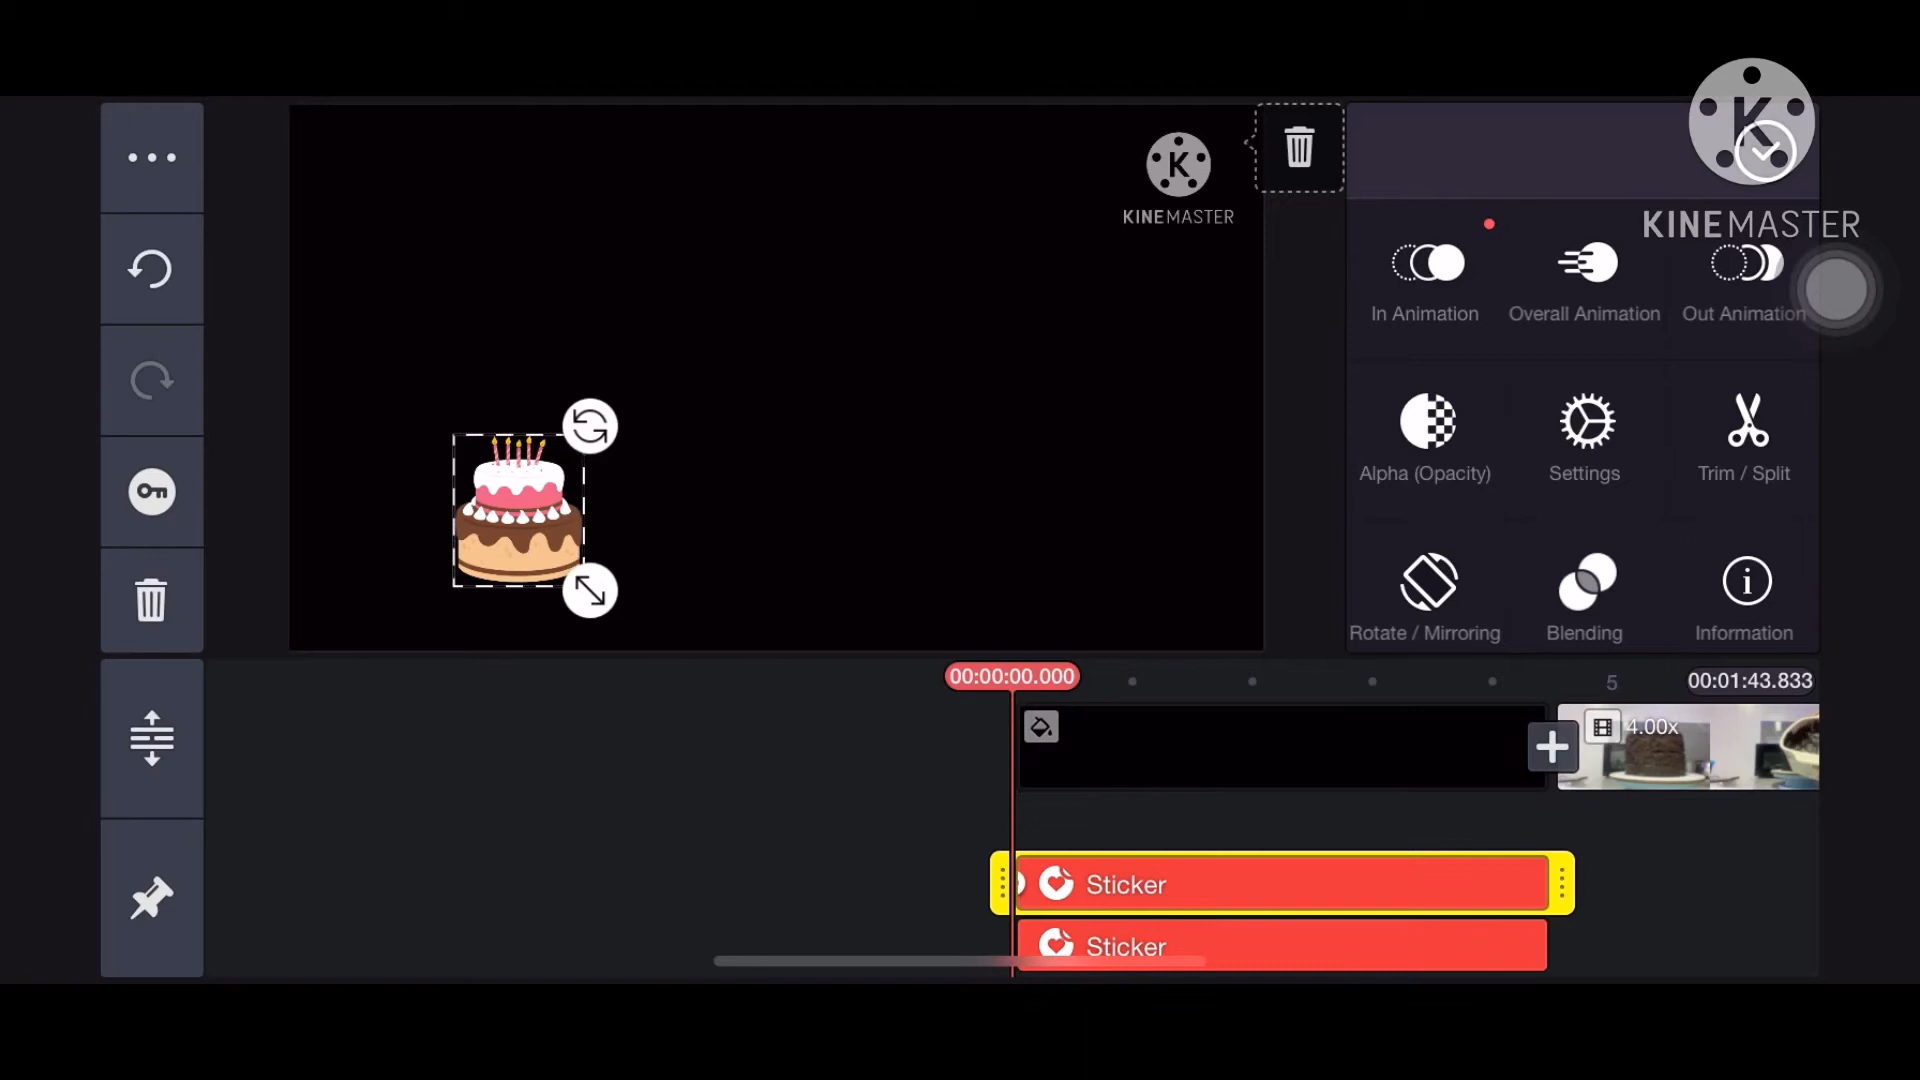 K
KINEMASTER
K
KINEMASTER
In Animation
Overall Animation
Out Animation
Alpha (Opacity)
Settings
Trim / Split
Rotate / Mirroring
Blending
Information
00:00:00.000
5
00:01:43.833
4.00x
Sticker
Sticker